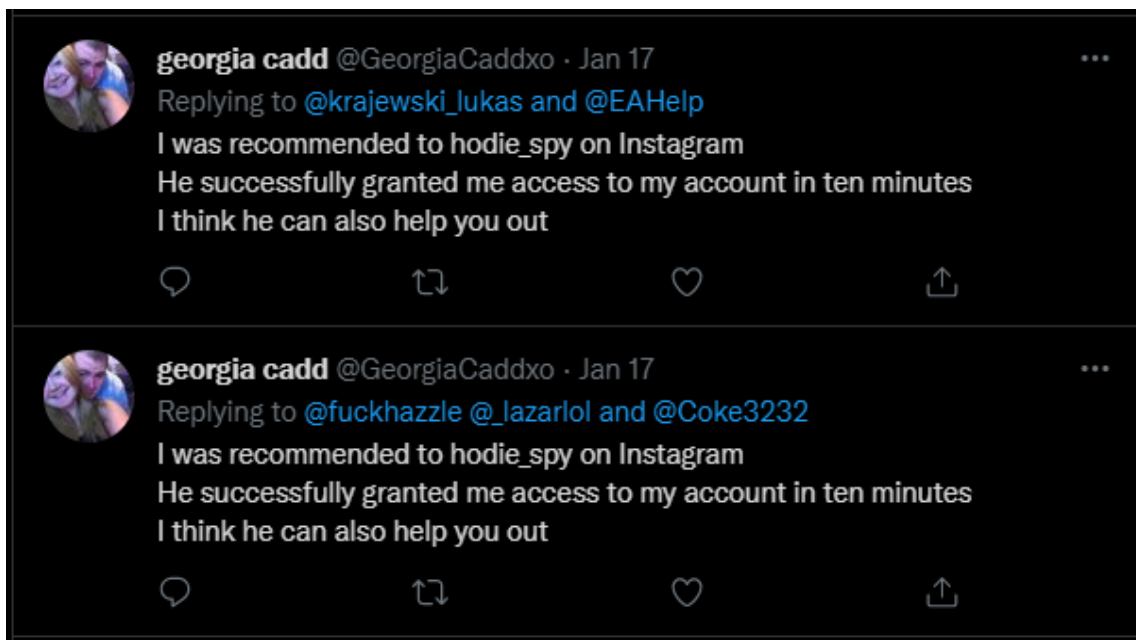 georgia cadd @GeorgiaCaddxo · Jan 17
Replying to @krajewski_lukas and @EAHelp
I was recommended to hodie_spy on Instagram
He successfully granted me access to my account in ten minutes
I think he can also help you out
georgia cadd @GeorgiaCaddxo · Jan 17
Replying to @fuckhazzle @_lazarlol and @Coke3232
I was recommended to hodie_spy on Instagram
He successfully granted me access to my account in ten minutes
I think he can also help you out